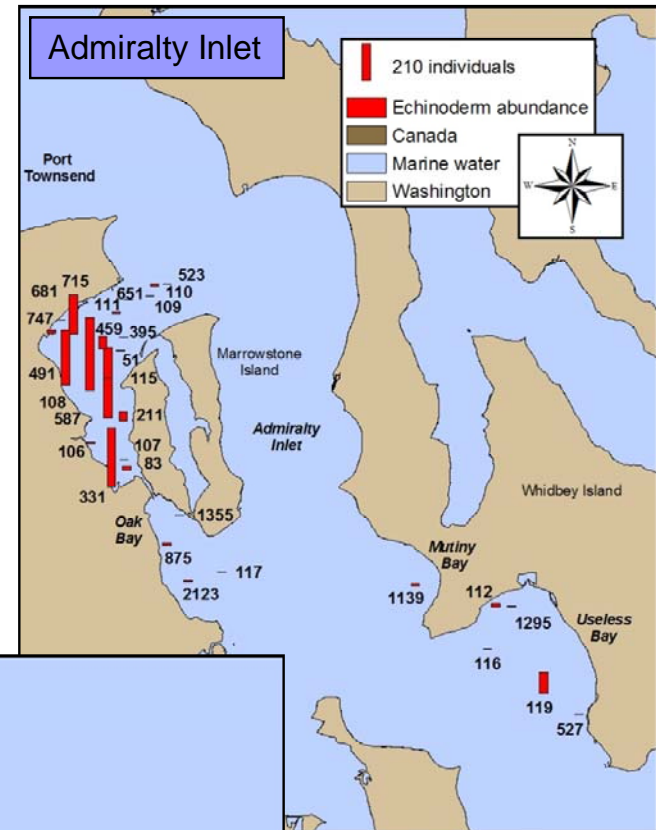 Admiralty Inlet
210 individuals
Echinoderm abundance
Canada
Marine water
Washington
N
W
E
S
Port
Townsend
715
523
681
651
110
111
109
747
459
395
51
Marrowstone
Island
491
115
108
587
211
Admiralty
Inlet
107
106
83
331
Whidbey Island
Oak
Bay
1355
875
117
2123
Mutiny
Bay
1139
112
1295
Useless
Bay
116
119
527